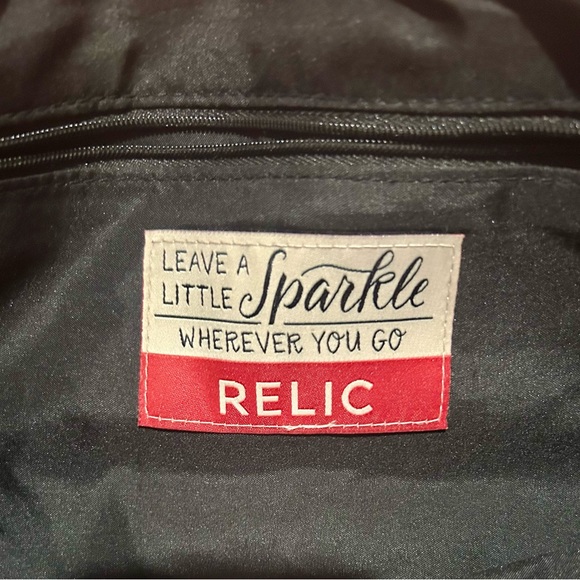 LEAVE A
LITTLE Sparkle
WHEREVER YOU GO
RELIC